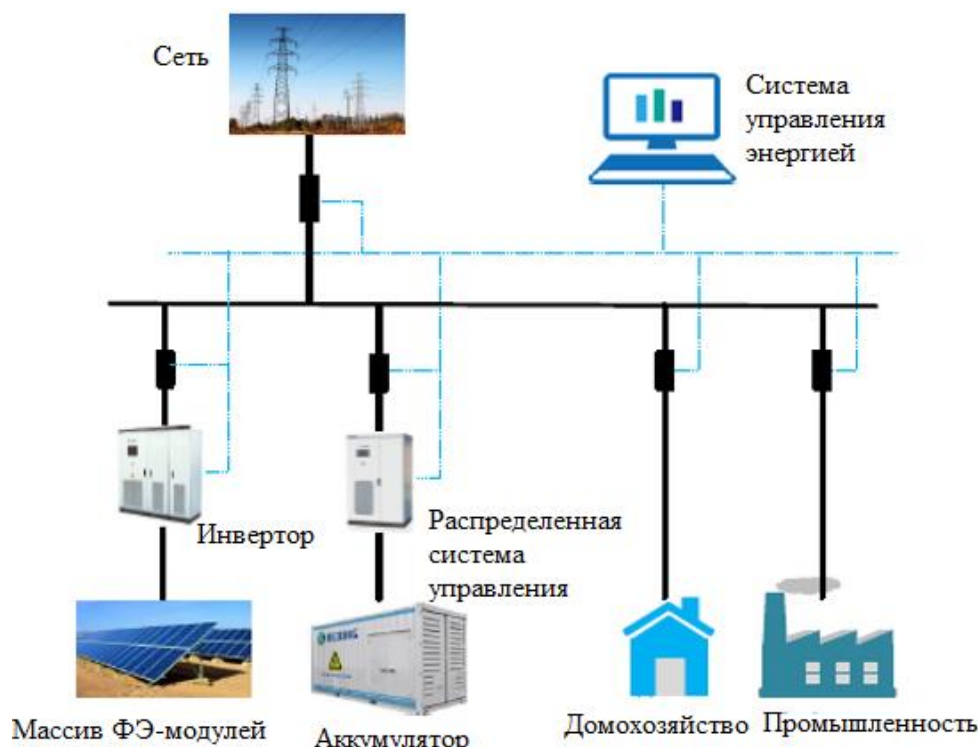 Сеть
Система
управления
энергией
Инвертор
Распределенная
система
управления
Массив ФЭ-модулей
Аккумулятор
Домохозяйство
Промышленность